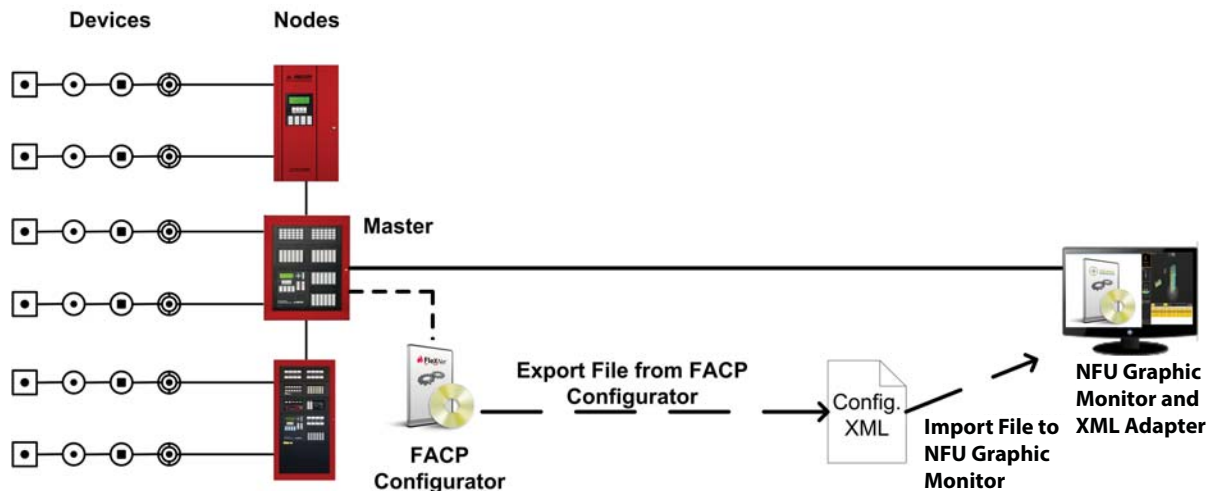 Devices
Nodes
Master
FleXNet
Export File from FACP
Configurator
FACP
Configurator
Config.
XML
Import File to
NFU Graphic
Monitor
NFU Graphic
Monitor and
XML Adapter